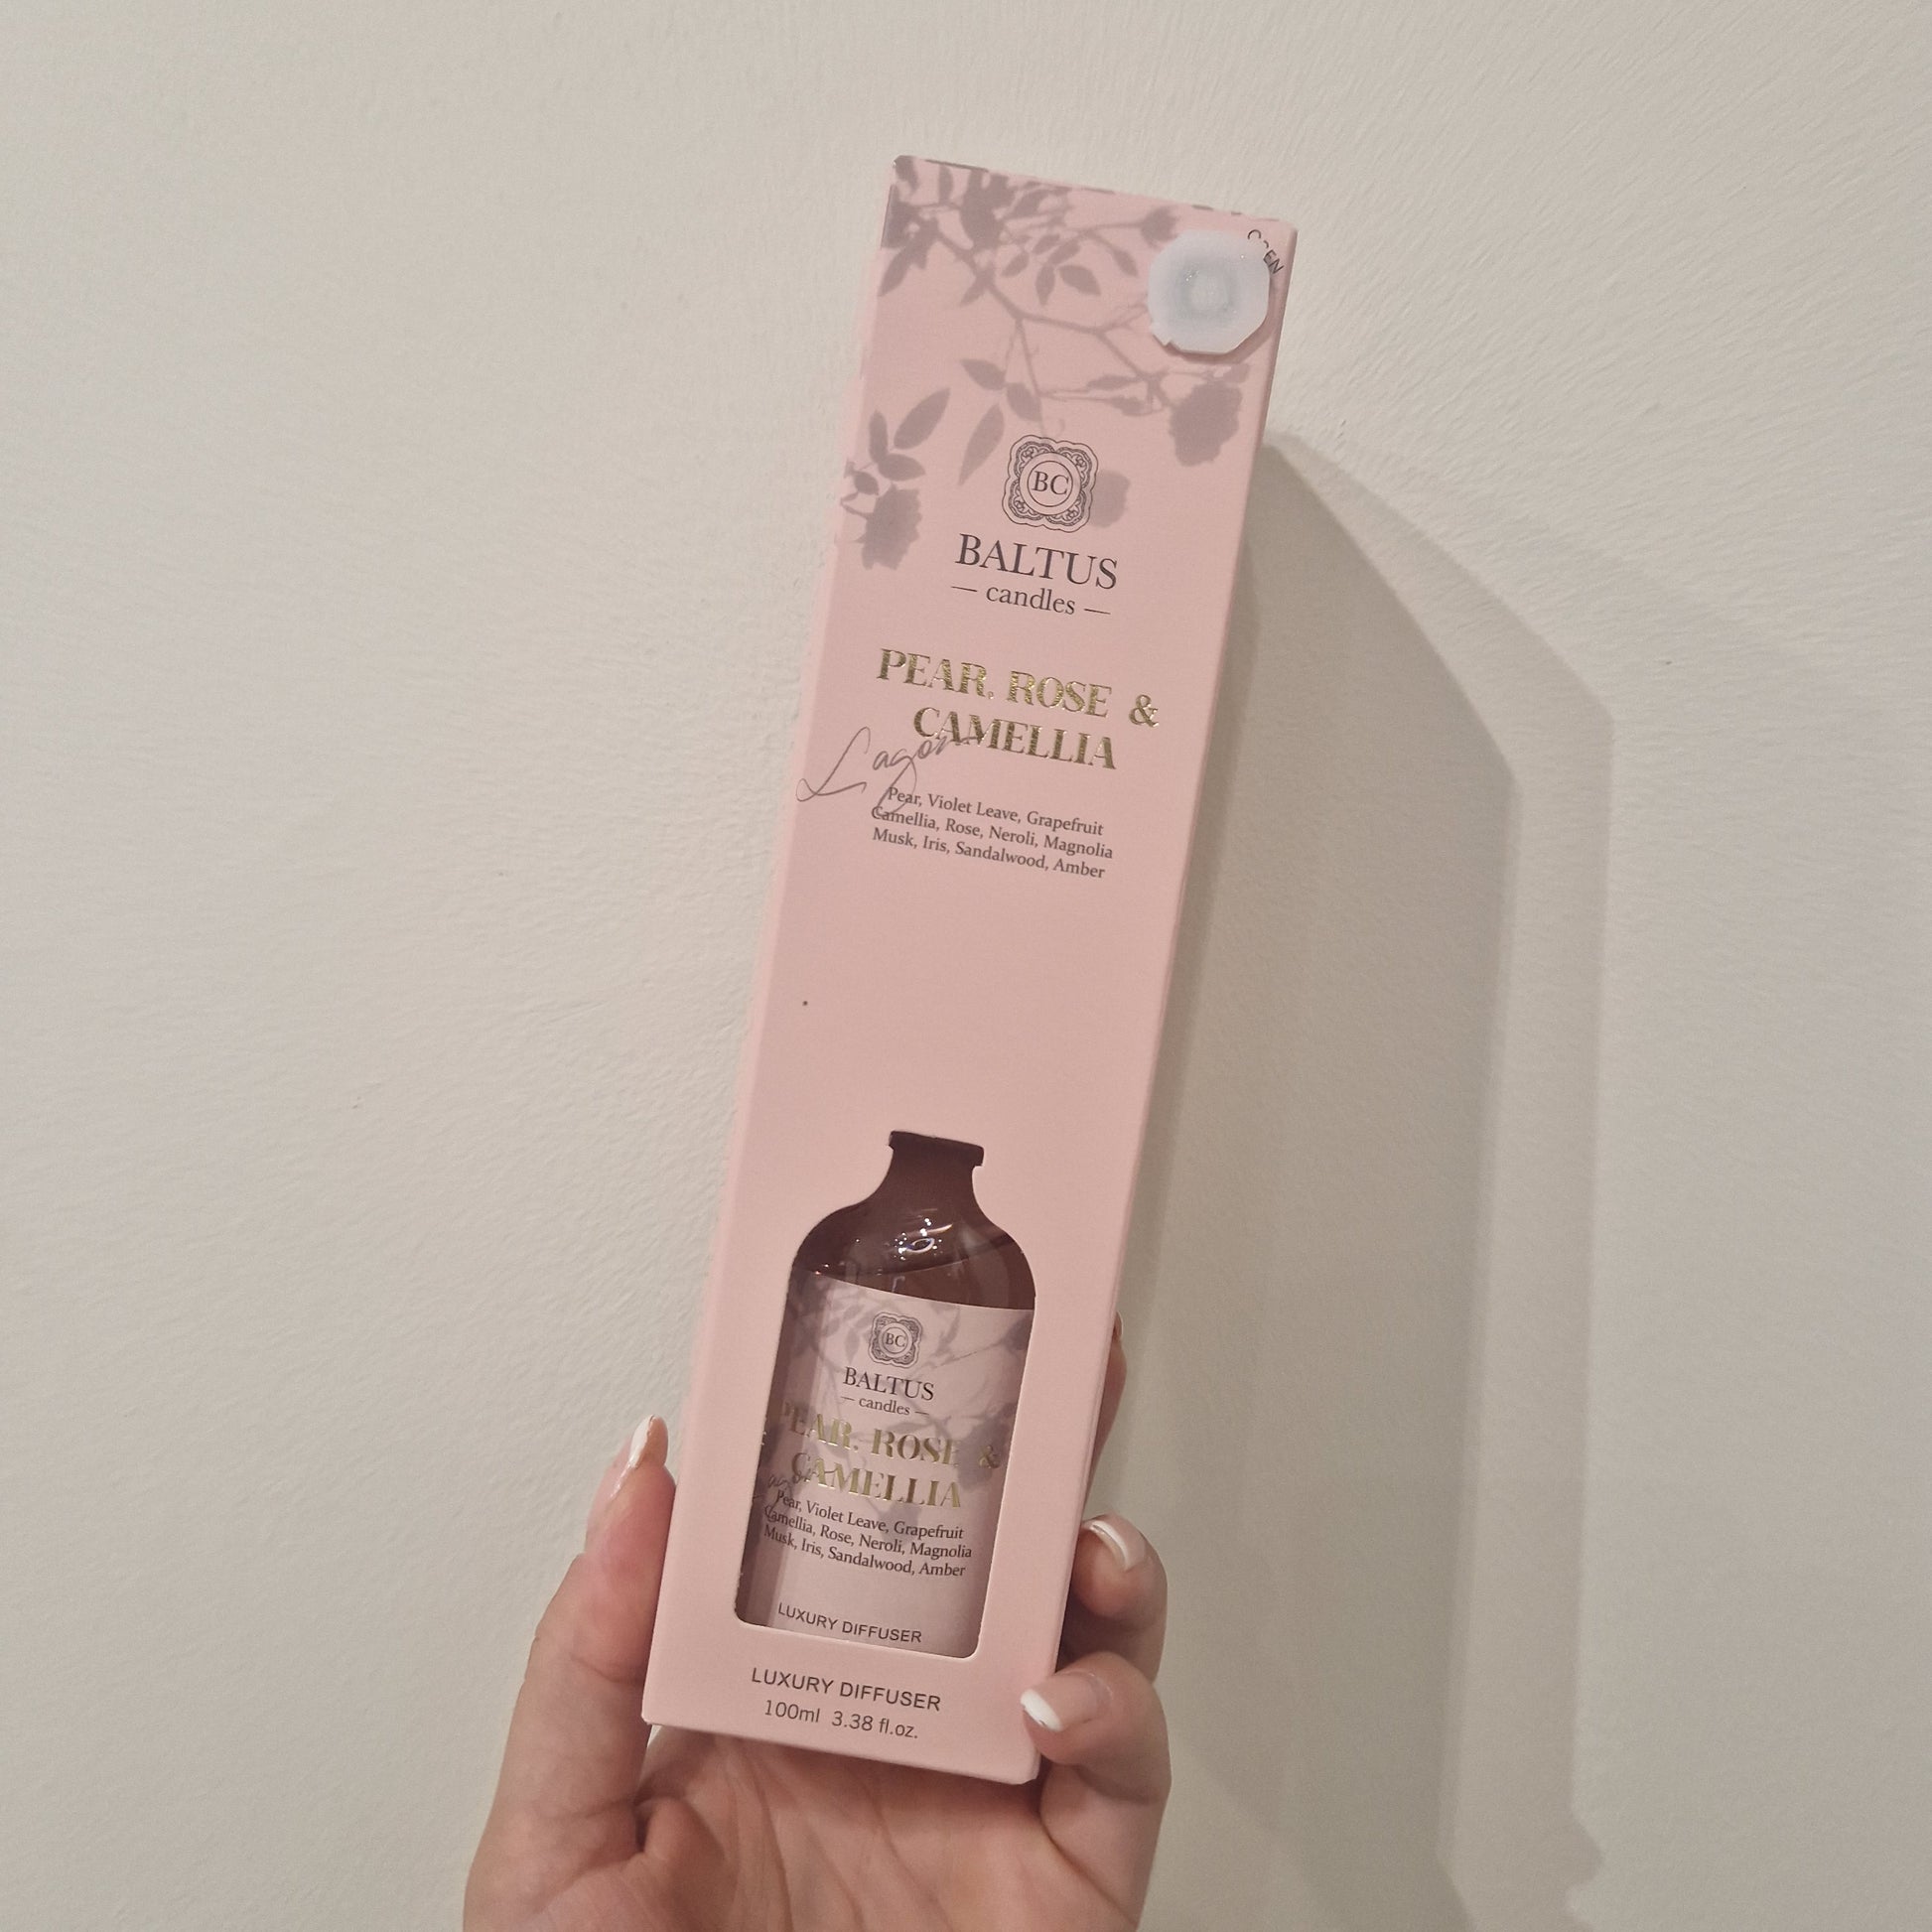 BC
BALTUS
— candles —
PEAR. ROSE &
CAMELLIA
Lagom
Pear, Violet Leave, Grapefruit
Camellia, Rose, Neroli, Magnolia
Musk, Iris, Sandalwood, Amber
BC
BALTUS
— candles —
PEAR. ROSE &
CAMELLIA
Pear, Violet Leave, Grapefruit
Camellia, Rose, Neroli, Magnolia
Musk, Iris, Sandalwood, Amber
LUXURY DIFFUSER
LUXURY DIFFUSER
100ml 3.38 fl.oz.